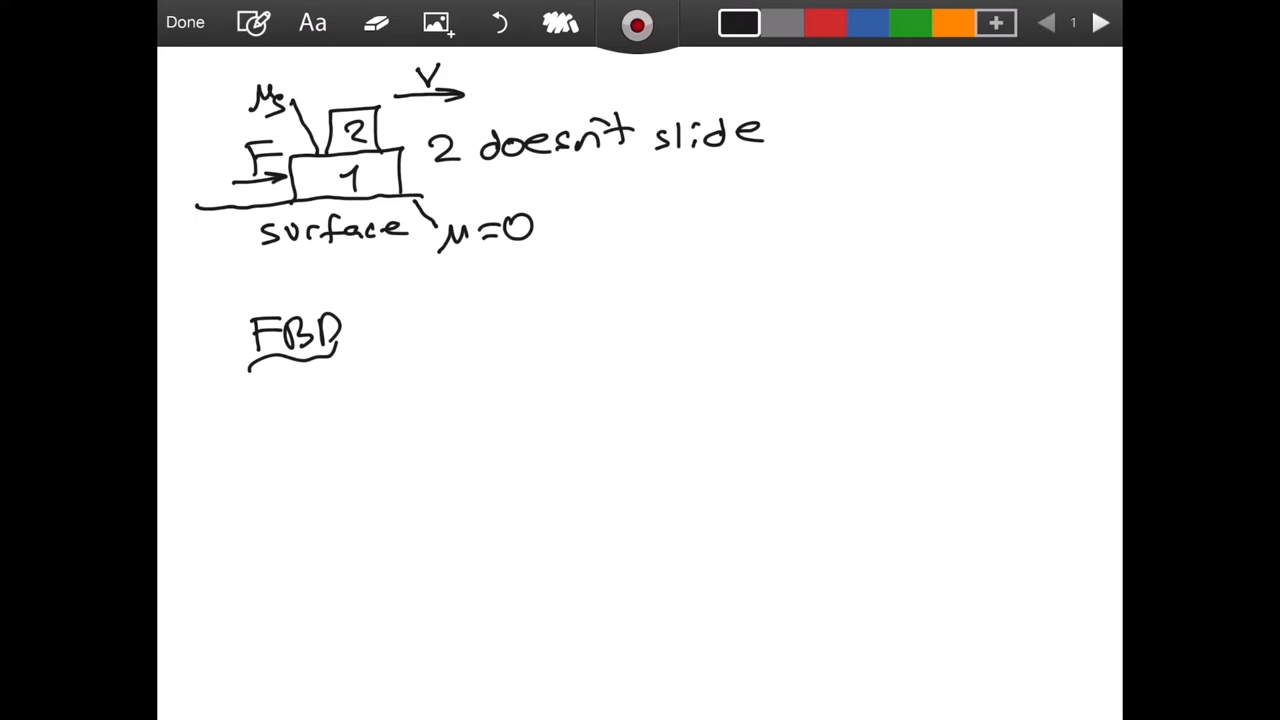 Done Aa 1
μs V
2 2 doesn't slide
F
1
surface μ=0
FBD